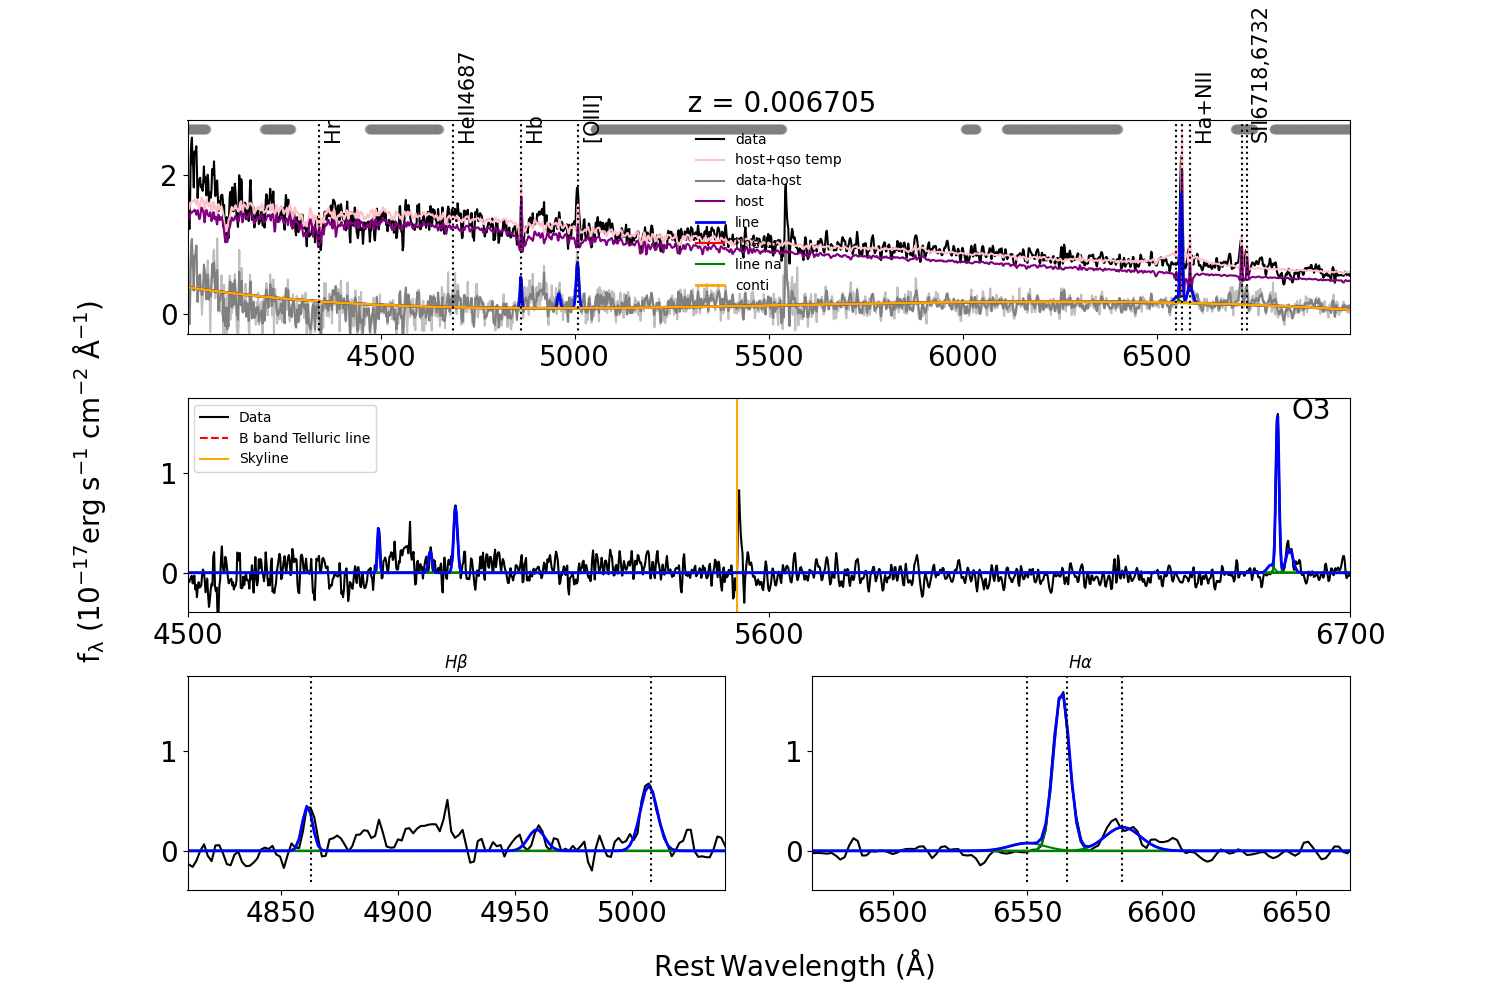 z = 0.006705
Hr
HeII4687
Hb
[OIII]
Ha+NII
SII6718,6732
data
host+qso temp
data-host
host
line
line na
conti
2
0
4500
5000
5500
6000
6500
Data
B band Telluric line
Skyline
O3
1
0
4500
5600
6700
fλ (10⁻¹⁷erg s⁻¹ cm⁻² Å⁻¹)
Hβ
1
0
4850
4900
4950
5000
Hα
1
0
6500
6550
6600
6650
Rest Wavelength (Å)